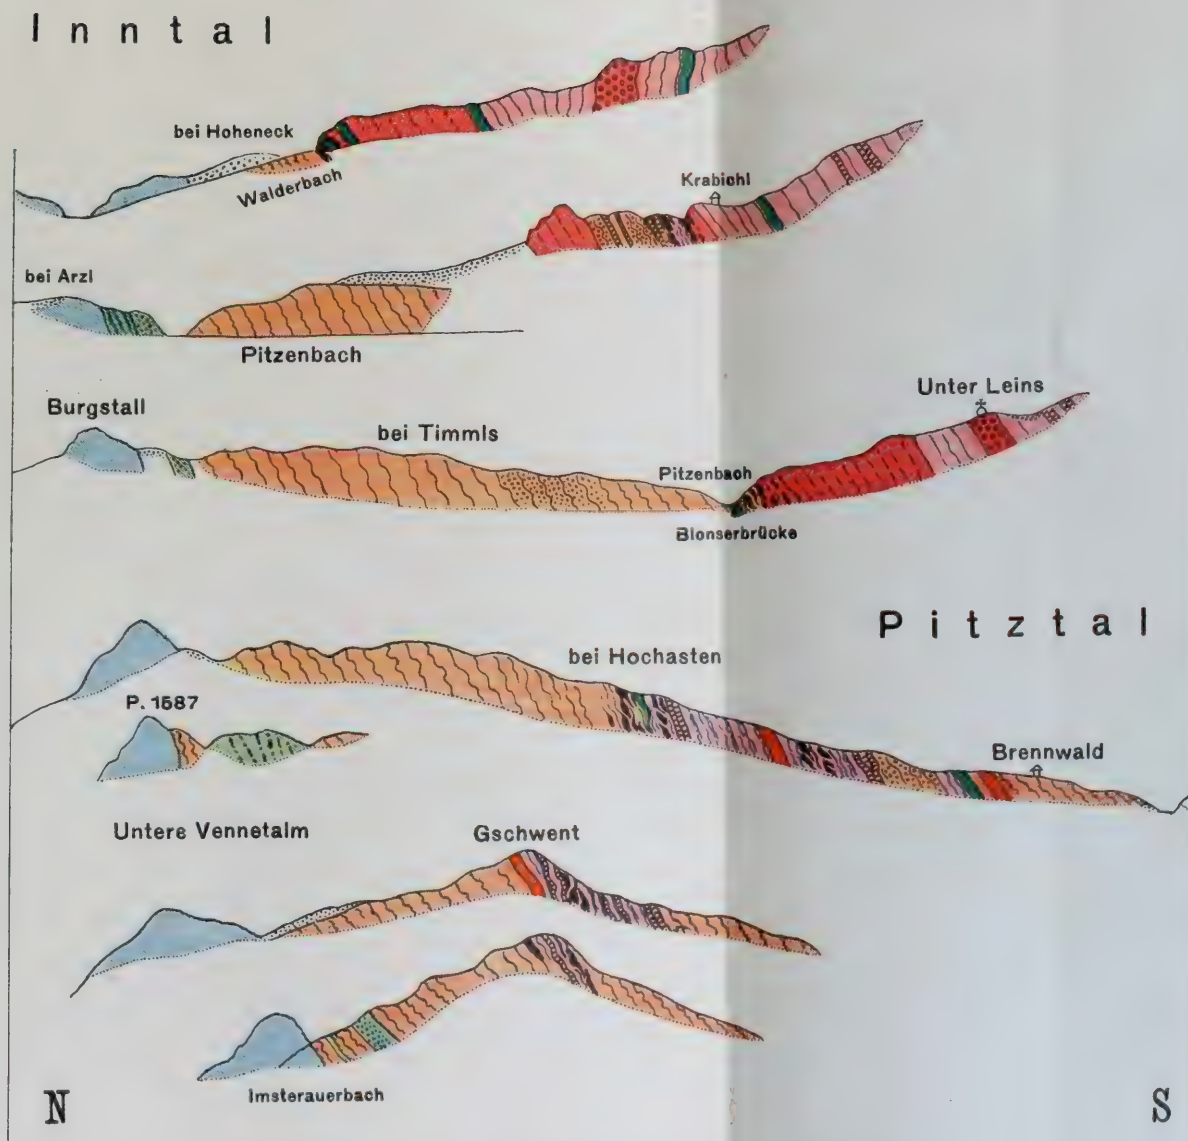 Inntal
bei Hoheneck
Walderbach
Krabichl
bei Arzl
Pitzenbach
Burgstall
bei Timmls
Unter Leins
Pitzenbach
Blonserbrücke
Pitztal
bei Hochasten
P. 1587
Brennwald
Untere Vennetalm
Gschwent
Imsterauerbach
N
S